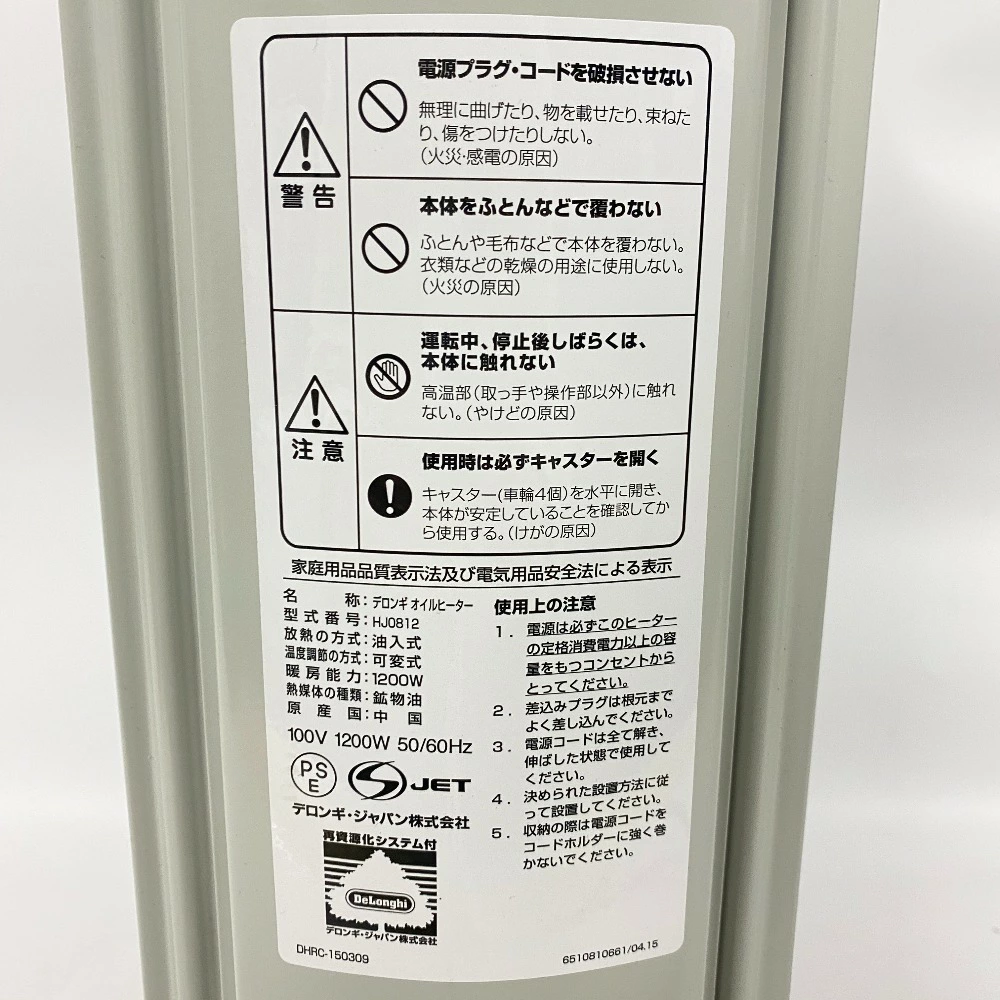 電源プラグ・コードを破損させない
無理に曲げたり、物を載せたり、束ねた
り、傷をつけたりしない。
(火災・感電の原因)
警告
本体をふとんなどで覆わない
ふとんや毛布などで本体を覆わない。
衣類などの乾燥の用途に使用しない。
(火災の原因)
運転中、停止後しばらくは、
本体に触れない
高温部(取っ手や操作部以外)に触れ
ない。(やけどの原因)
注意
使用時は必ずキャスターを開く
キャスター(車輪4個)を水平に開き、
本体が安定していることを確認してか
ら使用する。(けがの原因)
家庭用品品質表示法及び電気用品安全法による表示
名称:デロンギ オイルヒーター
型式番号:HJ0812
放熱の方式:油入式
温度調節の方式:可変式
暖房能力:1200W
熱媒体の種類:鉱物油
原産国:中国
100V 1200W 50/60Hz
PS
E
JET
デロンギ・ジャパン株式会社
再資源化システム付
DeLonghi
デロンギ・ジャパン株式会社
DHRC-150309
使用上の注意
1. 電源は必ずこのヒーター
の定格消費電力以上の容
量をもつコンセントから
とってください。
2. 差込みプラグは根元まで
よく差し込んでください。
3. 電源コードは全て解き、
伸ばした状態で使用して
ください。
4. 決められた設置方法に従
って設置してください。
5. 収納の際は電源コードを
コードホルダーに強く巻
かないでください。
6510810661/04.15